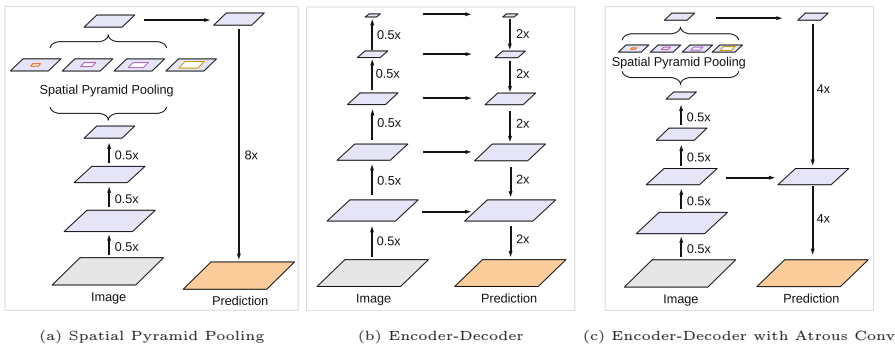 Spatial Pyramid Pooling
0.5x
0.5x
0.5x
8x
Image
Prediction
(a) Spatial Pyramid Pooling
0.5x
0.5x
0.5x
0.5x
0.5x
2x
2x
2x
2x
2x
Image
Prediction
(b) Encoder-Decoder
Spatial Pyramid Pooling
0.5x
0.5x
0.5x
0.5x
4x
4x
Image
Prediction
(c) Encoder-Decoder with Atrous Conv